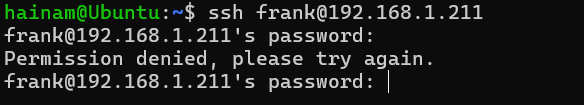 hainam@Ubuntu:~$ ssh frank@192.168.1.211
frank@192.168.1.211's password:
Permission denied, please try again.
frank@192.168.1.211's password: